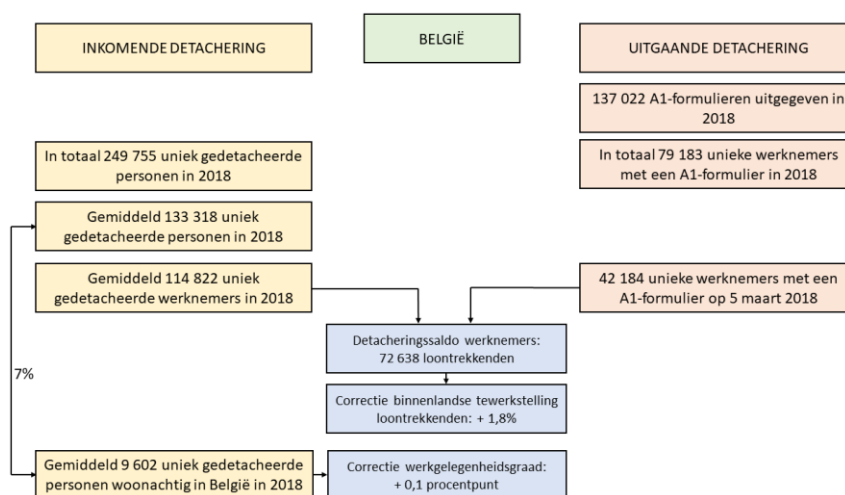 INKOMENDE DETACHERING
BELGIË
UITGAANDE DETACHERING
137 022 A1-formulieren uitgegeven in
2018
In totaal 249 755 uniek gedetacheerde
personen in 2018
In totaal 79 183 unieke werknemers
met een A1-formulier in 2018
Gemiddeld 133 318 uniek
gedetacheerde personen in 2018
Gemiddeld 114 822 uniek
gedetacheerde werknemers in 2018
42 184 unieke werknemers met een
A1-formulier op 5 maart 2018
Detacheringssaldo werknemers:
72 638 loontrekkenden
7%
Correctie binnenlandse tewerkstelling
loontrekkenden: + 1,8%
Gemiddeld 9 602 uniek gedetacheerde
personen woonachtig in België in 2018
Correctie werkgelegenheidsgraad:
+ 0,1 procentpunt